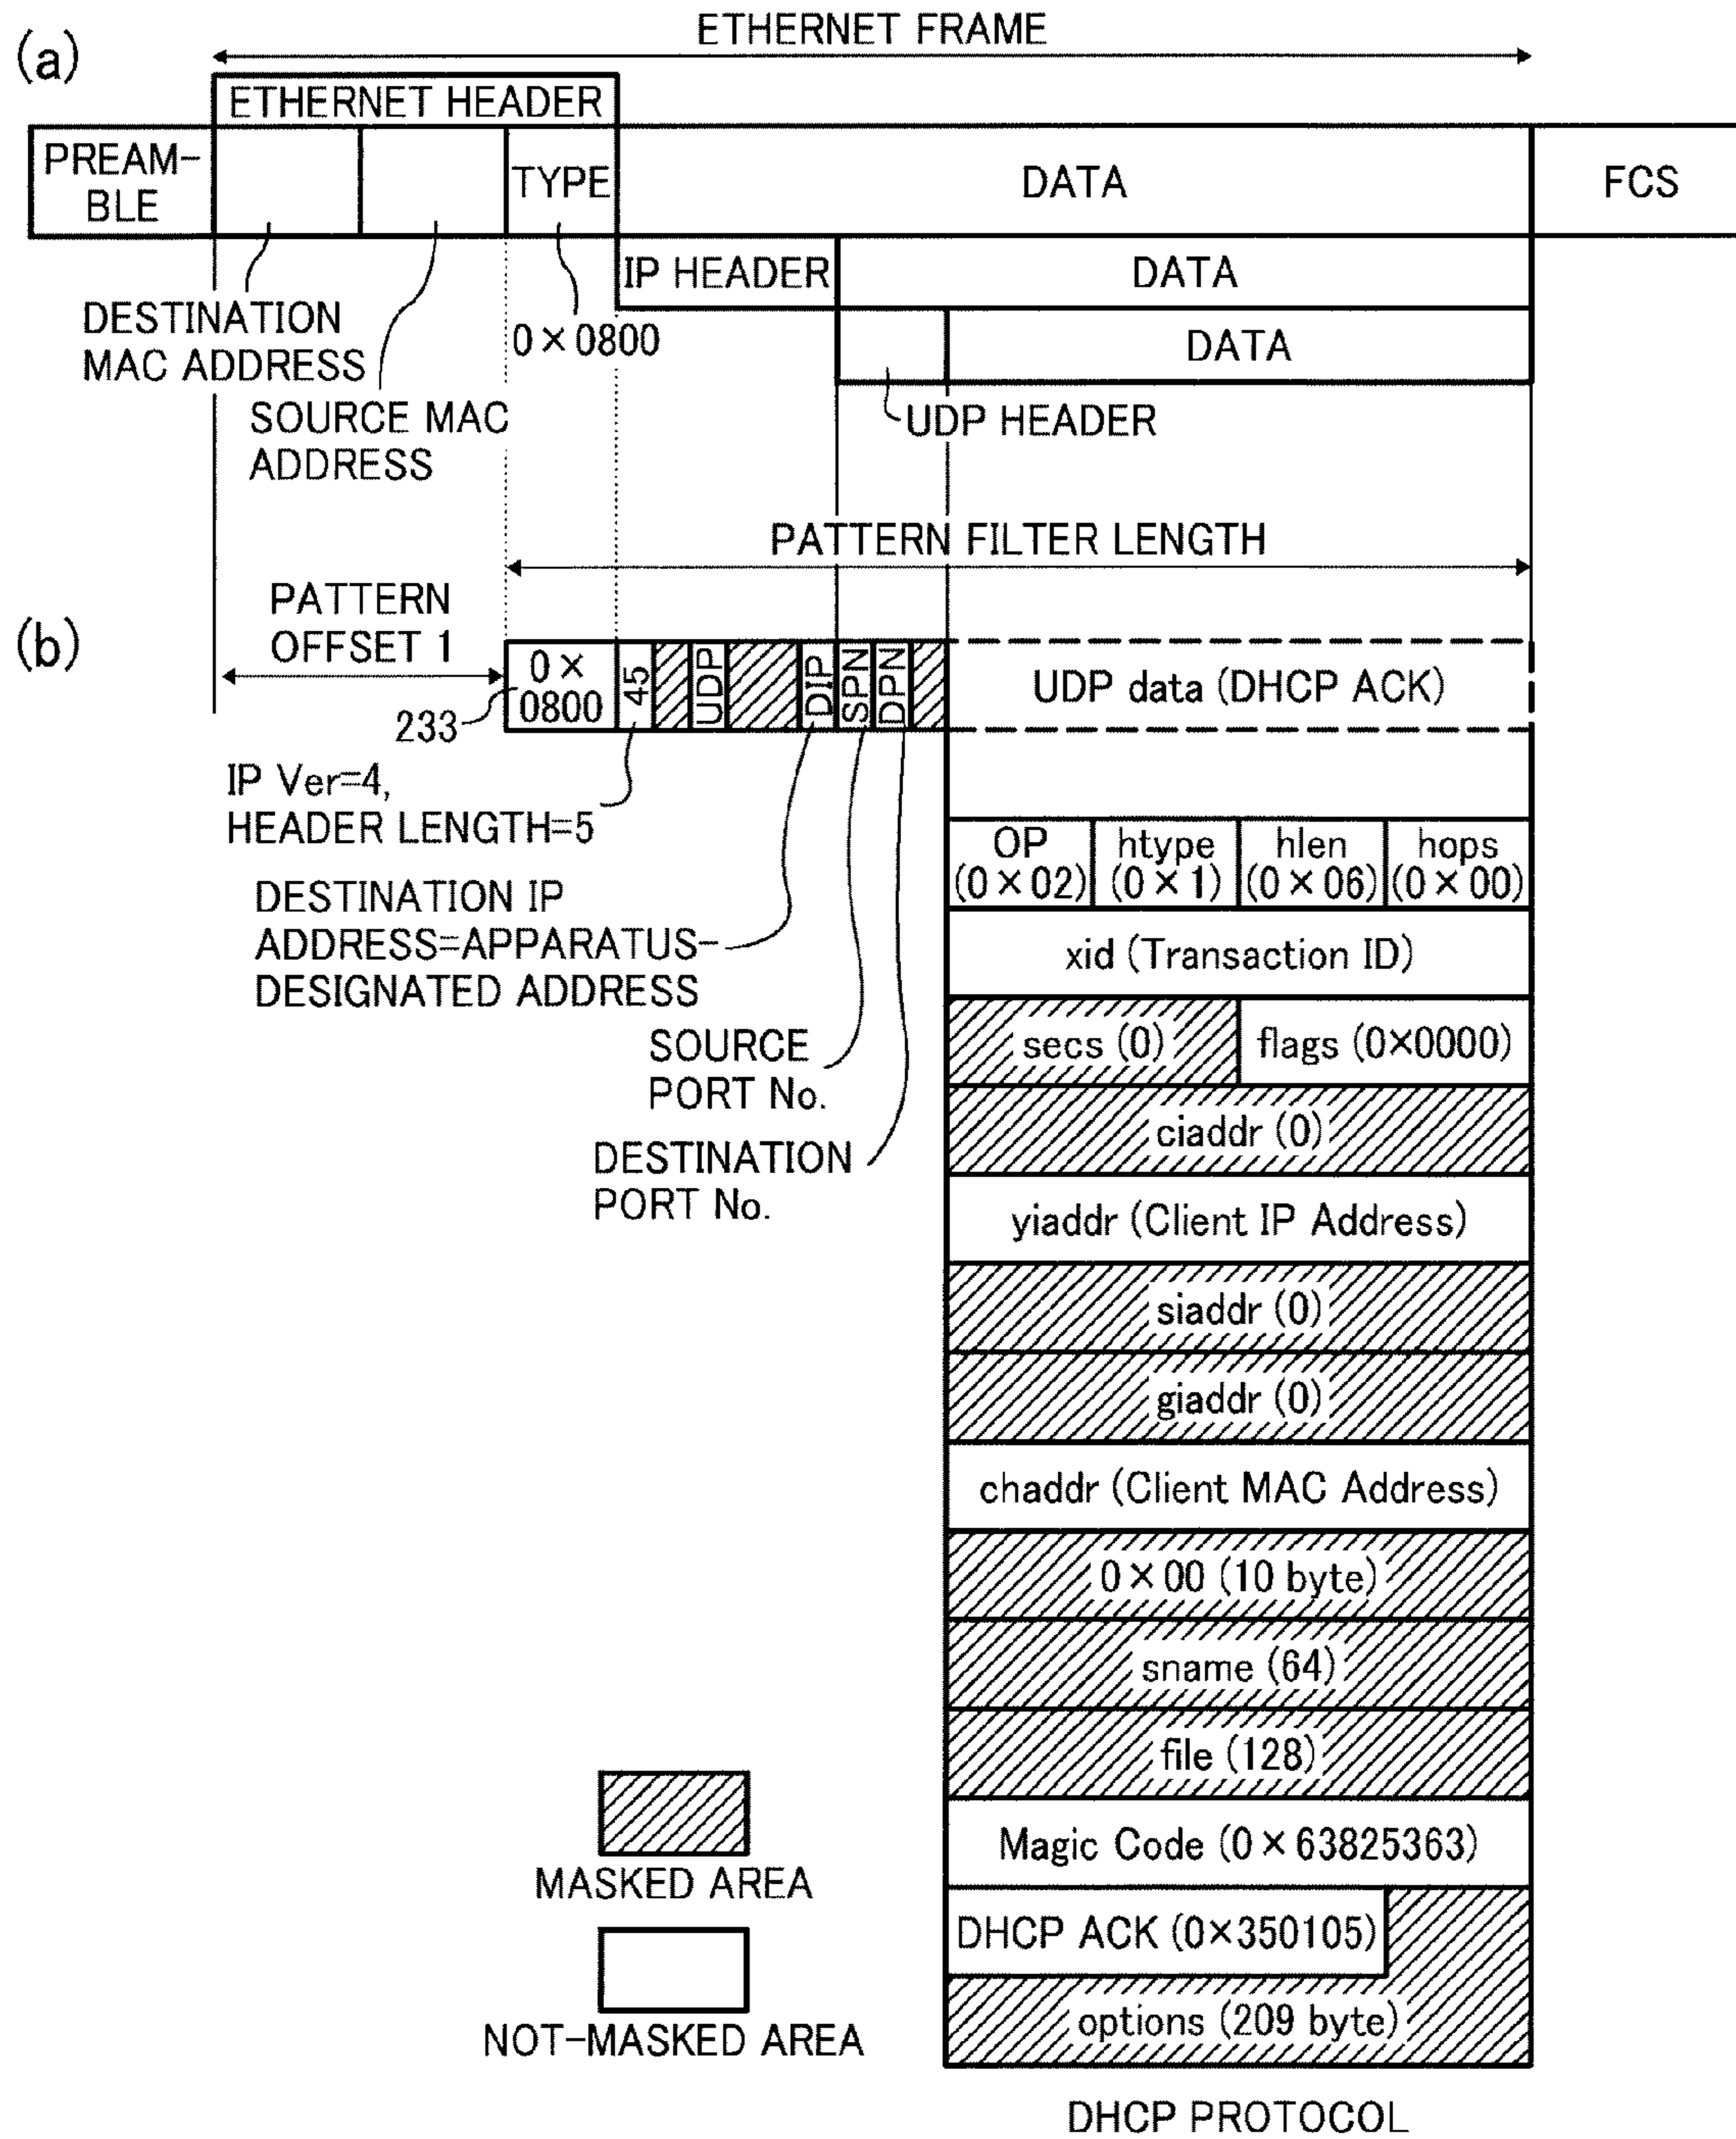 (a)
ETHERNET FRAME
ETHERNET HEADER
PREAM-
BLE
TYPE
DATA
FCS
IP HEADER
DATA
DESTINATION
MAC ADDRESS
0×0800
DATA
SOURCE MAC
ADDRESS
UDP HEADER
PATTERN FILTER LENGTH
(b)
PATTERN
OFFSET 1
0×
0800
45
UDP
DIP
SPN
DPN
UDP data (DHCP ACK)
233
IP Ver=4,
HEADER LENGTH=5
OP
(0×02)
htype
(0×1)
hlen
(0×06)
hops
(0×00)
DESTINATION IP
ADDRESS=APPARATUS-
DESIGNATED ADDRESS
xid (Transaction ID)
SOURCE
PORT No.
secs (0)
flags (0×0000)
DESTINATION
PORT No.
ciaddr (0)
yiaddr (Client IP Address)
siaddr (0)
giaddr (0)
chaddr (Client MAC Address)
0×00 (10 byte)
sname (64)
file (128)
MASKED AREA
Magic Code (0×63825363)
DHCP ACK (0×350105)
NOT-MASKED AREA
options (209 byte)
DHCP PROTOCOL